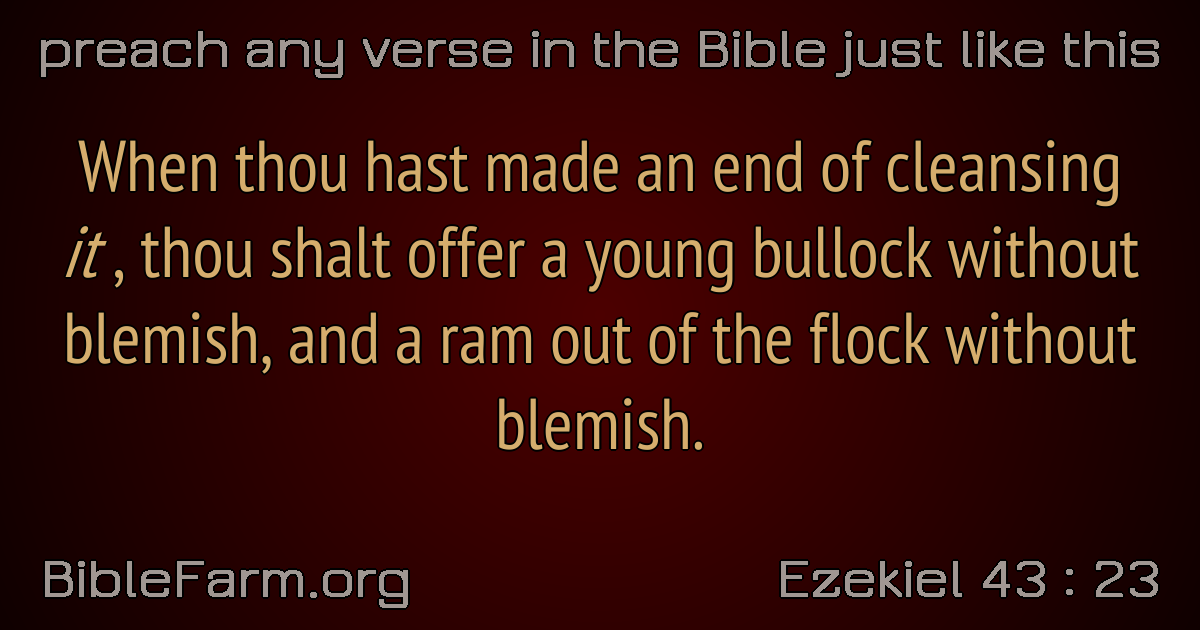 preach any verse in the Bible just like this
When thou hast made an end of cleansing
it , thou shalt offer a young bullock without
blemish, and a ram out of the flock without
blemish.
BibleFarm.org
Ezekiel 43 : 23